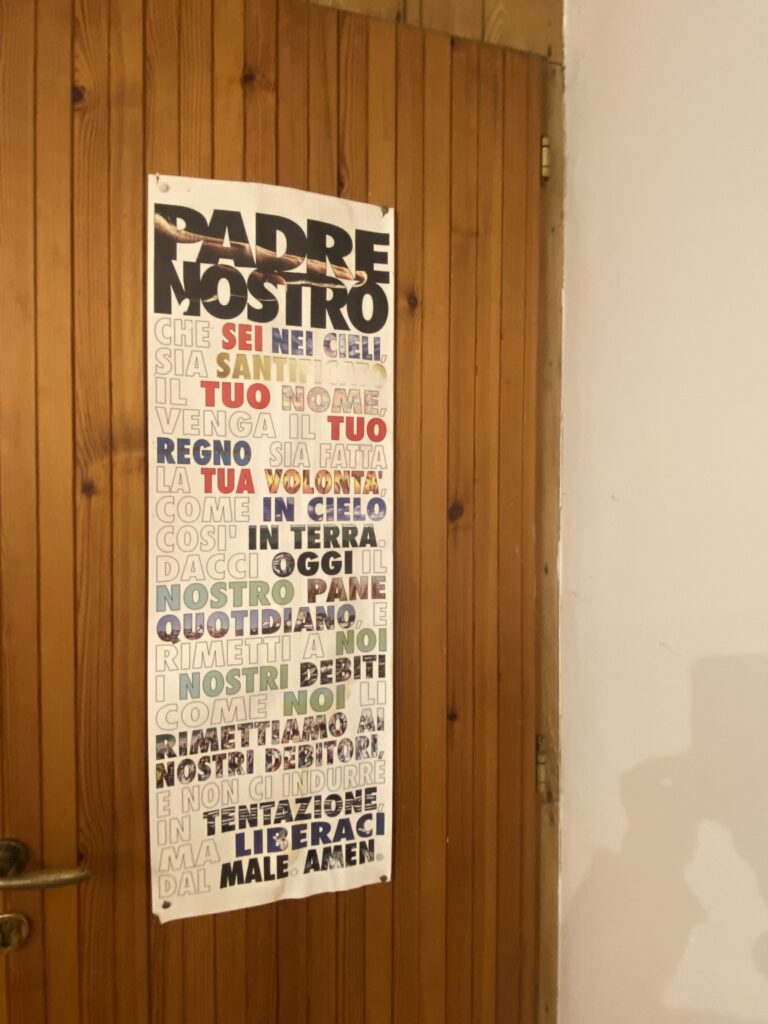 PADRE
NOSTRO
CHE SEI NEI CIELI,
SIA SANTIFICATO
IL TUO NOME,
VENGA IL TUO
REGNO SIA FATTA
LA TUA VOLONTA',
COME IN CIELO
COSI' IN TERRA.
DACCI OGGI IL
NOSTRO PANE
QUOTIDIANO, E
RIMETTI A NOI
I NOSTRI DEBITI
COME NOI LI
RIMETTIAMO AI
NOSTRI DEBITORI,
E NON CI INDURRE
IN TENTAZIONE,
MA LIBERACI
DAL MALE. AMEN.®